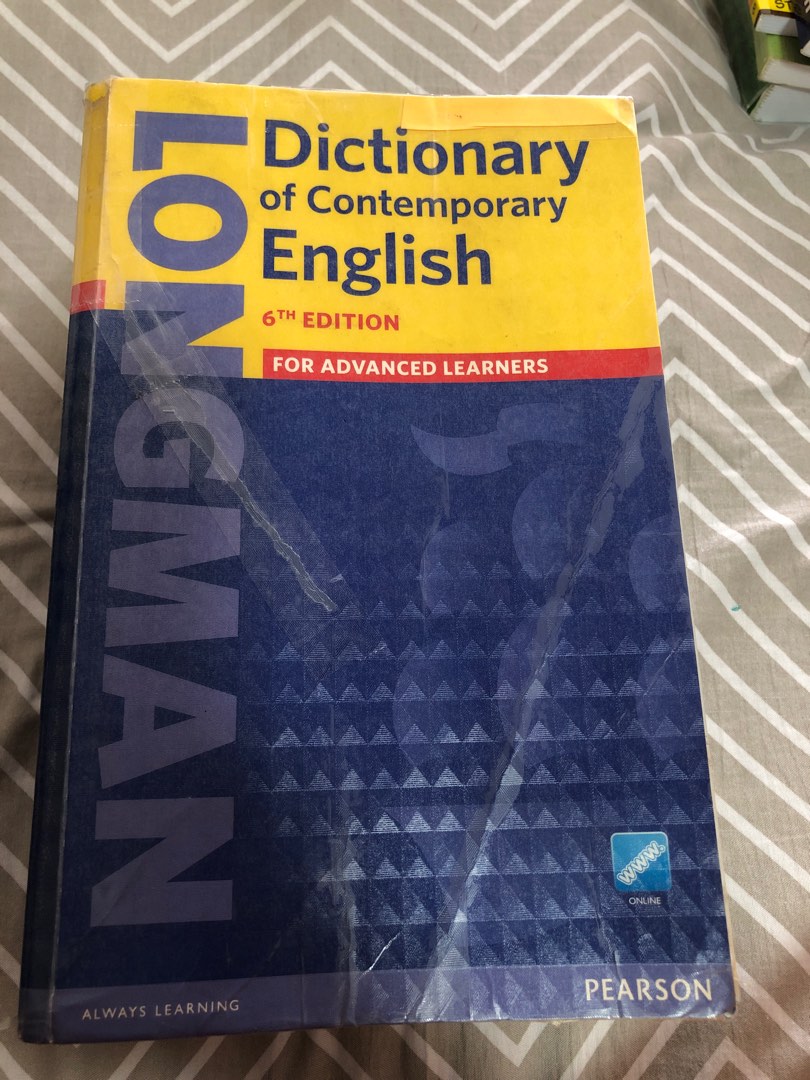 LONGMAN
Dictionary
of Contemporary
English
6TH EDITION
FOR ADVANCED LEARNERS
www.
ONLINE
ALWAYS LEARNING
PEARSON